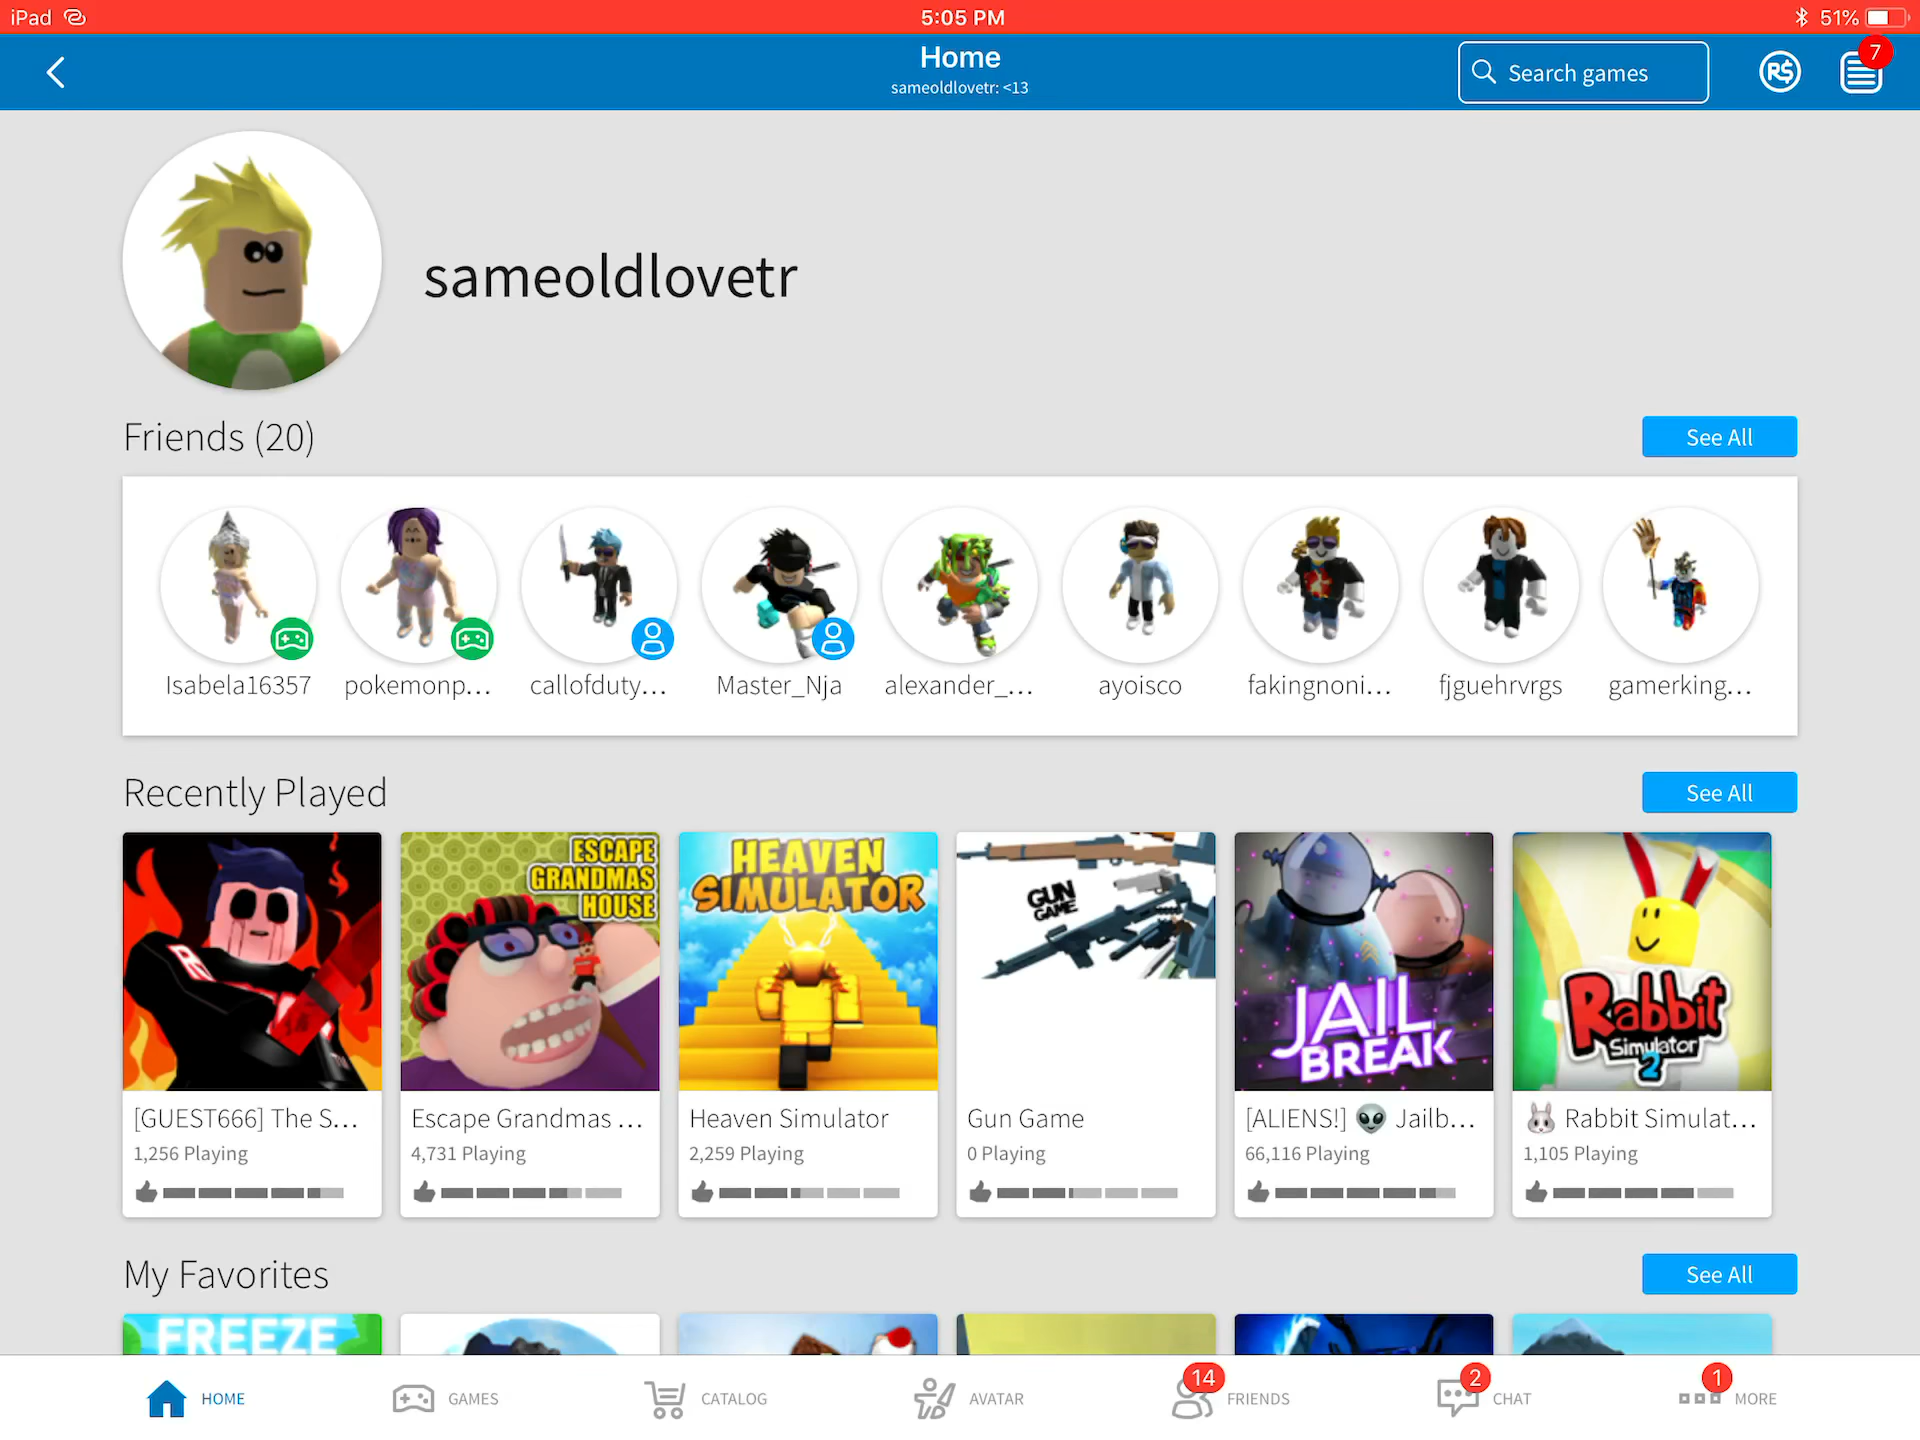 iPad
5:05 PM
51%
Home
sameoldlovetr: <13
Search games
R$
7
sameoldlovetr
Friends (20)
See All
Isabela16357
pokemonp...
callofduty...
Master_Nja
alexander_...
ayoisco
fakingnoni...
fjguehrvrgs
gamerking...
Recently Played
See All
ESCAPE
GRANDMAS
HOUSE
HEAVEN
SIMULATOR
GUN
GAME
JAIL
BREAK
Rabbit
Simulator
2
[GUEST666] The S...
Escape Grandmas ...
Heaven Simulator
Gun Game
[ALIENS!] 👽 Jailb...
🐰 Rabbit Simulat...
1,256 Playing
4,731 Playing
2,259 Playing
0 Playing
66,116 Playing
1,105 Playing
My Favorites
See All
FREEZE
HOME
GAMES
CATALOG
AVATAR
14
FRIENDS
2
CHAT
1
MORE